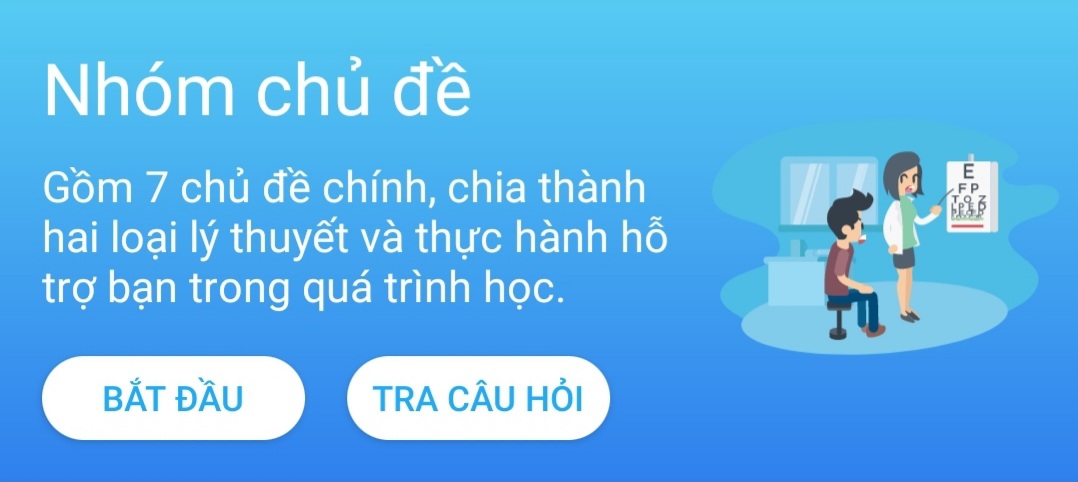 Nhóm chủ đề
Gồm 7 chủ đề chính, chia thành
hai loại lý thuyết và thực hành hỗ
trợ bạn trong quá trình học.
E
F P
T O Z
L P E D
BẮT ĐẦU
TRA CÂU HỎI